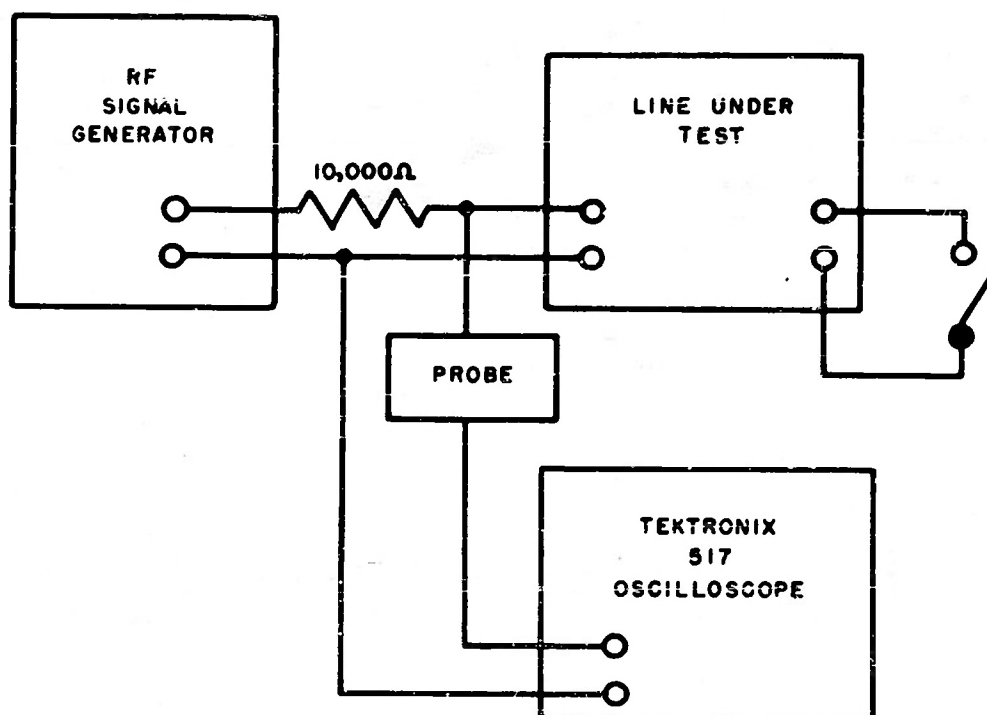 RF
SIGNAL
GENERATOR
10,000Ω
LINE UNDER
TEST
PROBE
TEKTRONIX
517
OSCILLOSCOPE